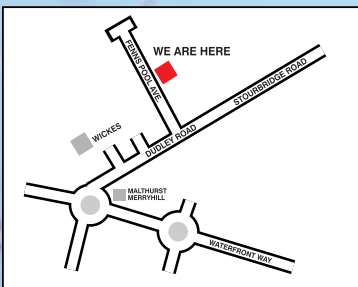 WE ARE HERE
FENNS POOL AVE.
STOURBRIDGE ROAD
WICKES
DUDLEY ROAD
MALTHURST
MERRYHILL
WATERFRONT WAY